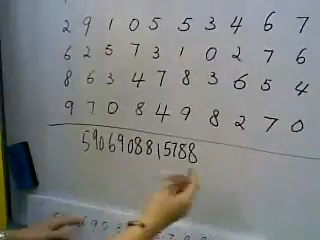 2 9 1 0 5 5 3 4 6 7
6 2 5 7 3 1 0 2 7 6
8 6 3 4 7 8 3 6 5 4
9 7 0 8 4 9 8 2 7 0
5906908815788